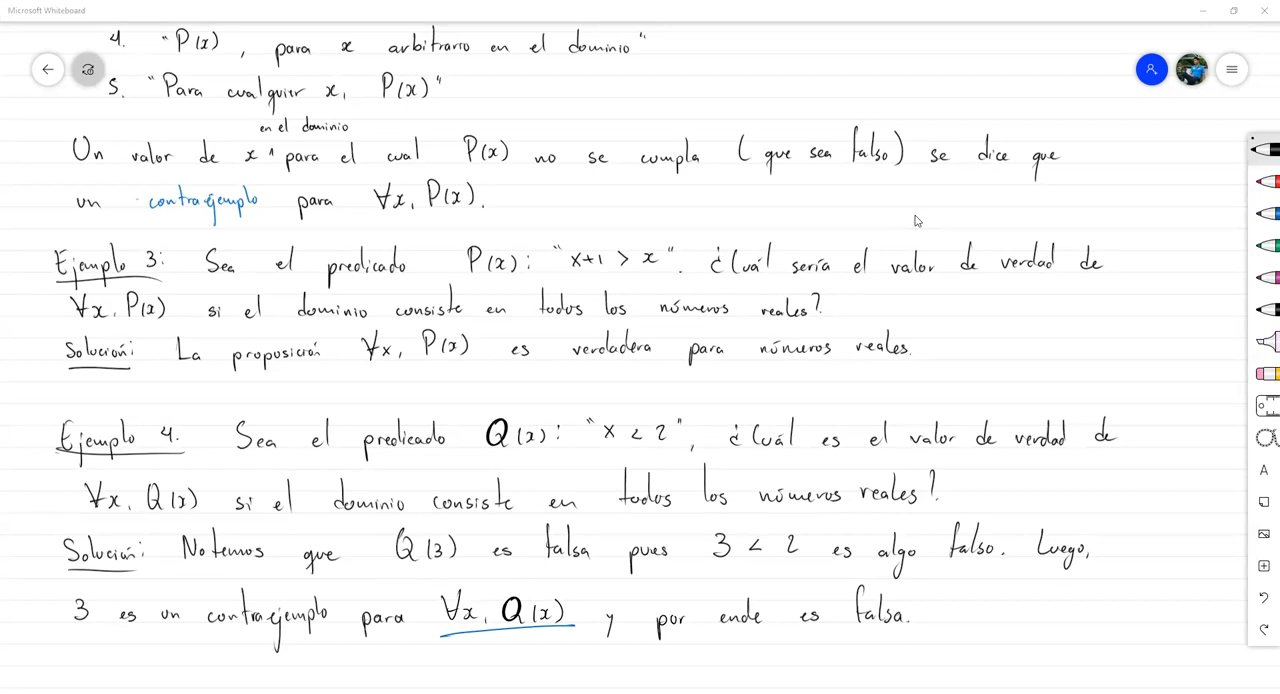 Microsoft Whiteboard
4. "P(x), para x arbitrario en el dominio"
5. "Para cualquier x, P(x)"
en el dominio
Un valor de x ^ para el cual P(x) no se cumpla (que sea falso) se dice que
un contraejemplo para ∀x, P(x).
Ejemplo 3: Sea el predicado P(x): "x+1 > x". ¿Cuál sería el valor de verdad de
∀x, P(x) si el dominio consiste en todos los números reales?
Solución: La proposición ∀x, P(x) es verdadera para números reales.
Ejemplo 4. Sea el predicado Q(x): "x < 2", ¿Cuál es el valor de verdad de
∀x, Q(x) si el dominio consiste en todos los números reales?
Solución: Notemos que Q(3) es falsa pues 3 < 2 es algo falso. Luego,
3 es un contraejemplo para ∀x, Q(x) y por ende es falsa.
A